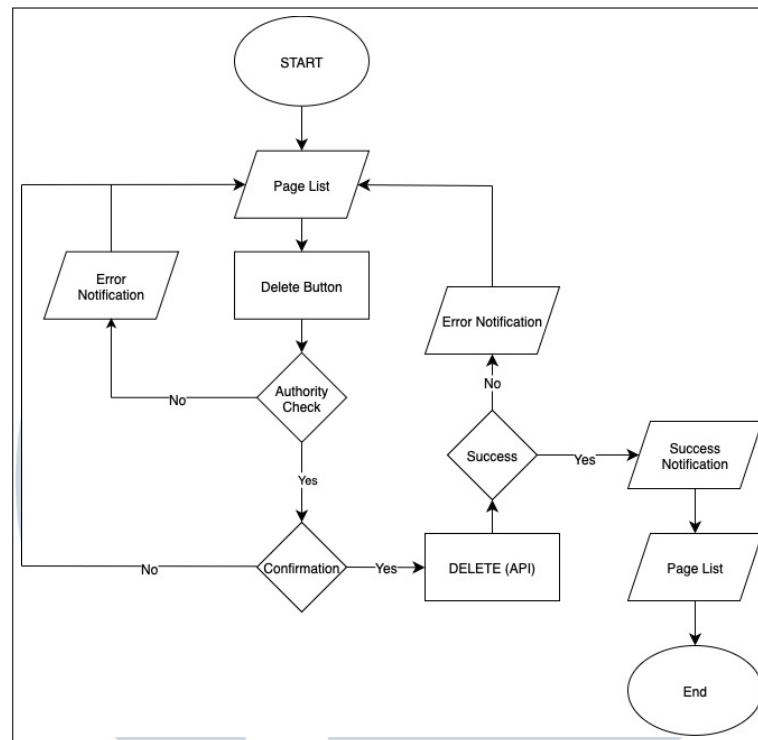 START
Page List
Error
Notification
Delete Button
Error Notification
Authority
Check
No
No
Success
Yes
Success
Notification
Yes
Confirmation
No
Yes
DELETE (API)
Page List
End